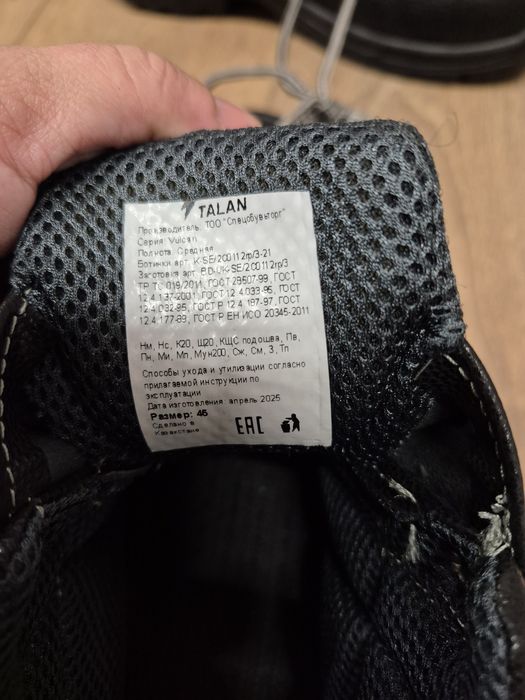 TALAN
Производитель: ТОО "Спецобувьторг"
Серия: Vulcan
Полнота: Средняя
Ботинки арт. K-SE/200112rp/3-21
Заготовка арт. BD-UK-SE/200112rp/3
ТР ТС 019/2011, ГОСТ 28507-99, ГОСТ
12.4.137-2001, ГОСТ 12.4.033-95, ГОСТ
12.4.032-95, ГОСТ Р 12.4.187-97, ГОСТ
12.4.177-89, ГОСТ Р ЕН ИСО 20345-2011
Нм, Нс, К20, Щ20, КЩС подошва, Пв,
Пн, Ми, Мп, Мун200, Сж, См, З, Тп
Способы ухода и утилизации согласно
прилагаемой инструкции по
эксплуатации
Дата изготовления: апрель 2025
Размер: 46
Сделано в
Казахстане
EAC